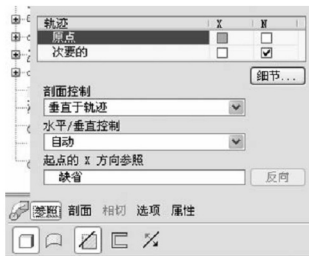 轨迹 X N
原点
次要的
细节...
剖面控制
垂直于轨迹
水平/垂直控制
自动
起点的 X 方向参照
缺省 反向
参照 剖面 相切 选项 属性